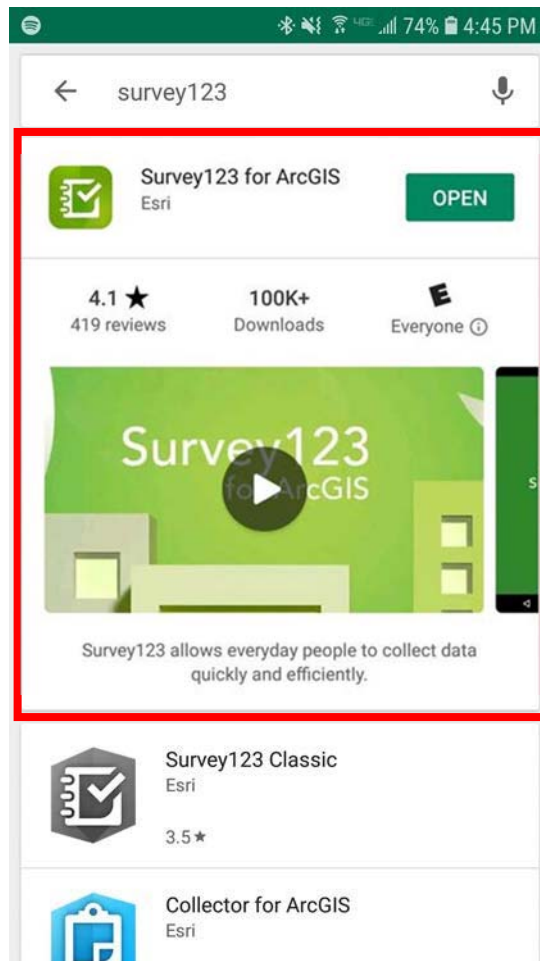 4GE 74% 4:45 PM
survey123
Survey123 for ArcGIS
Esri
OPEN
4.1 ★
419 reviews
100K+
Downloads
E
Everyone
Survey123
for ArcGIS
S
Survey123 allows everyday people to collect data
quickly and efficiently.
Survey123 Classic
Esri
3.5 ★
Collector for ArcGIS
Esri